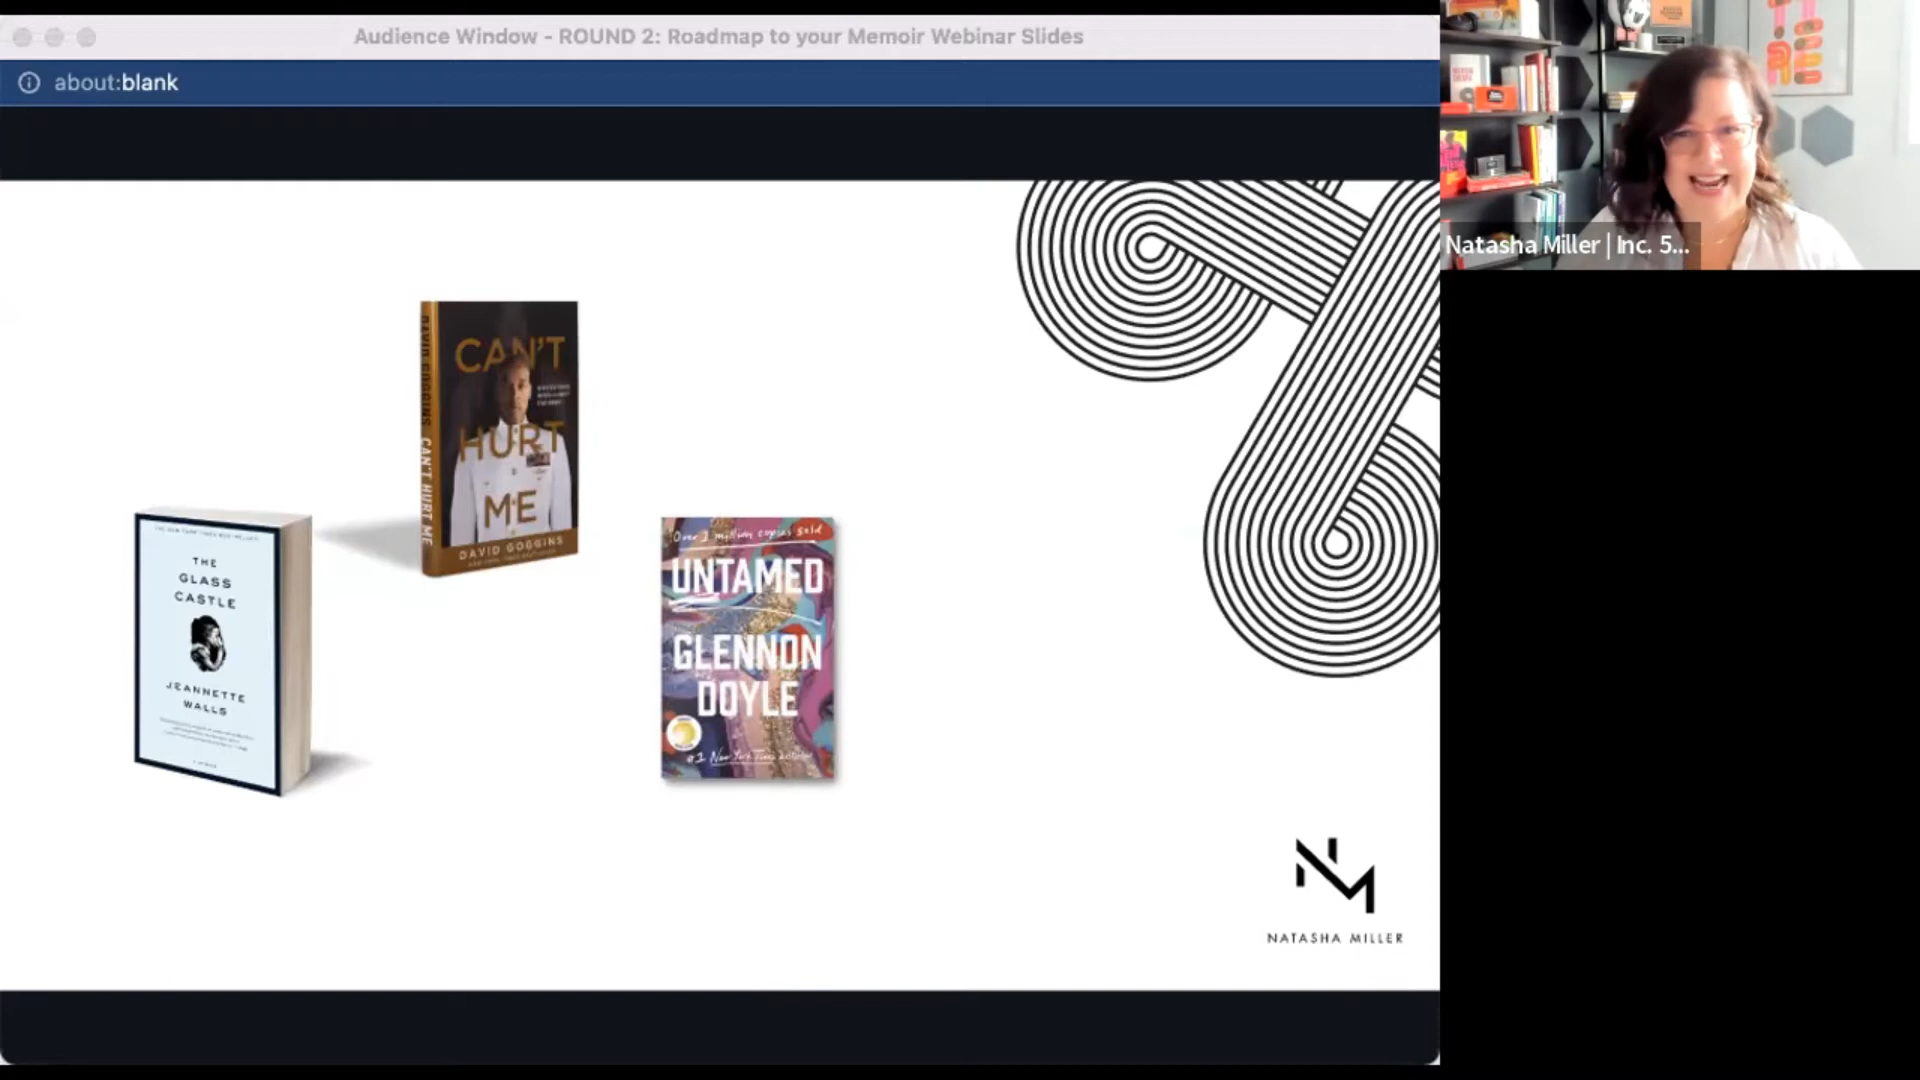 Audience Window - ROUND 2: Roadmap to your Memoir Webinar Slides
about:blank
Natasha Miller | Inc. 5...
DAVID GOGGINS CAN'T HURT ME
CAN'T
HURT
ME
DAVID GOGGINS
THE
GLASS
CASTLE
JEANNETTE
WALLS
Over 2 million copies sold
UNTAMED
GLENNON
DOYLE
#1 New York Times Bestseller
NM
NATASHA MILLER